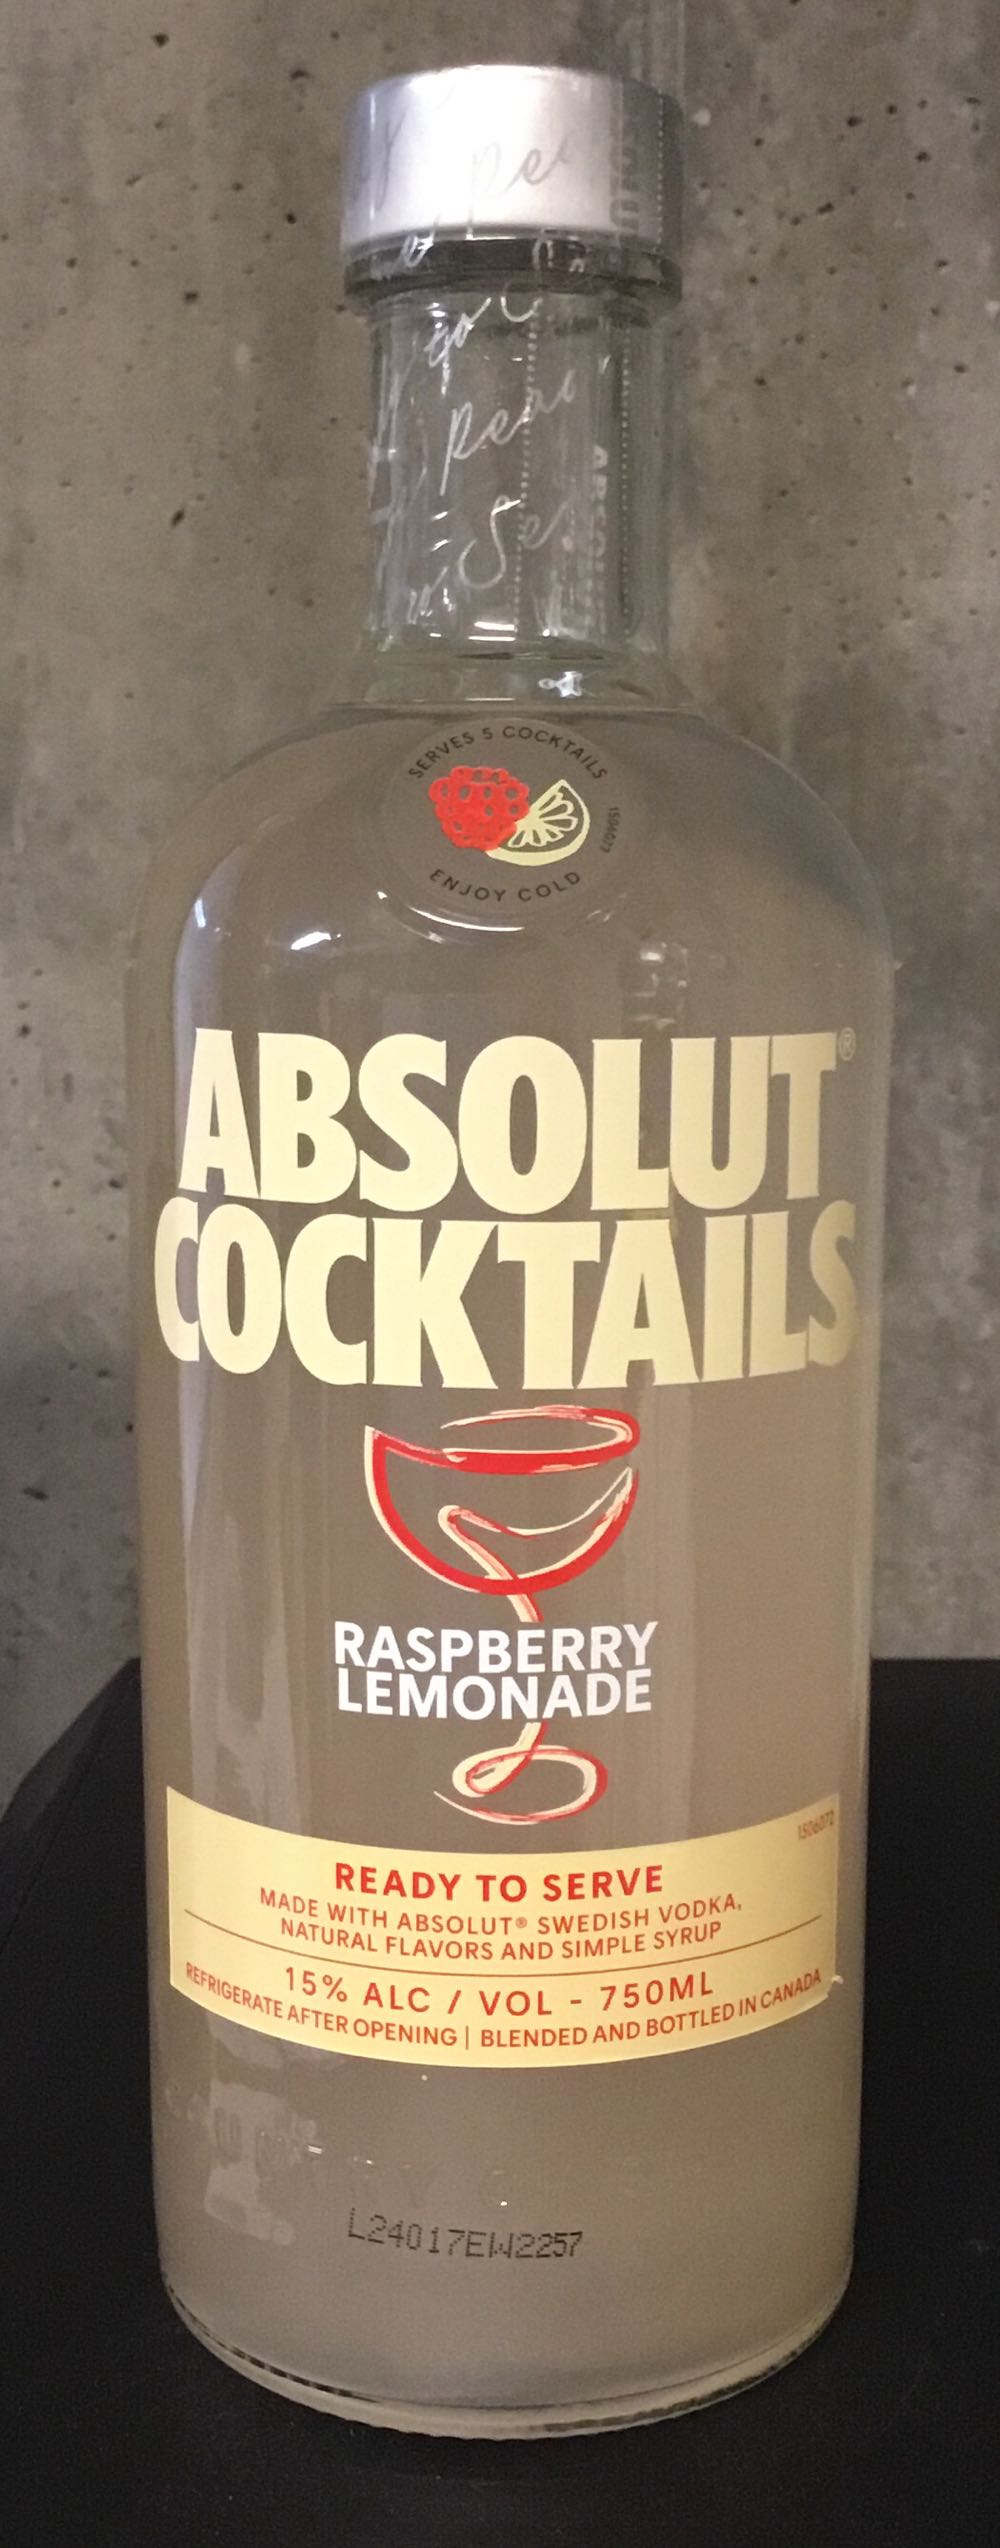 SERVES 5 COCKTAILS
ENJOY COLD
ABSOLUT®
COCKTAILS
RASPBERRY
LEMONADE
1506072
READY TO SERVE
MADE WITH ABSOLUT® SWEDISH VODKA,
NATURAL FLAVORS AND SIMPLE SYRUP
15% ALC / VOL - 750ML
REFRIGERATE AFTER OPENING | BLENDED AND BOTTLED IN CANADA
L24017EW2257